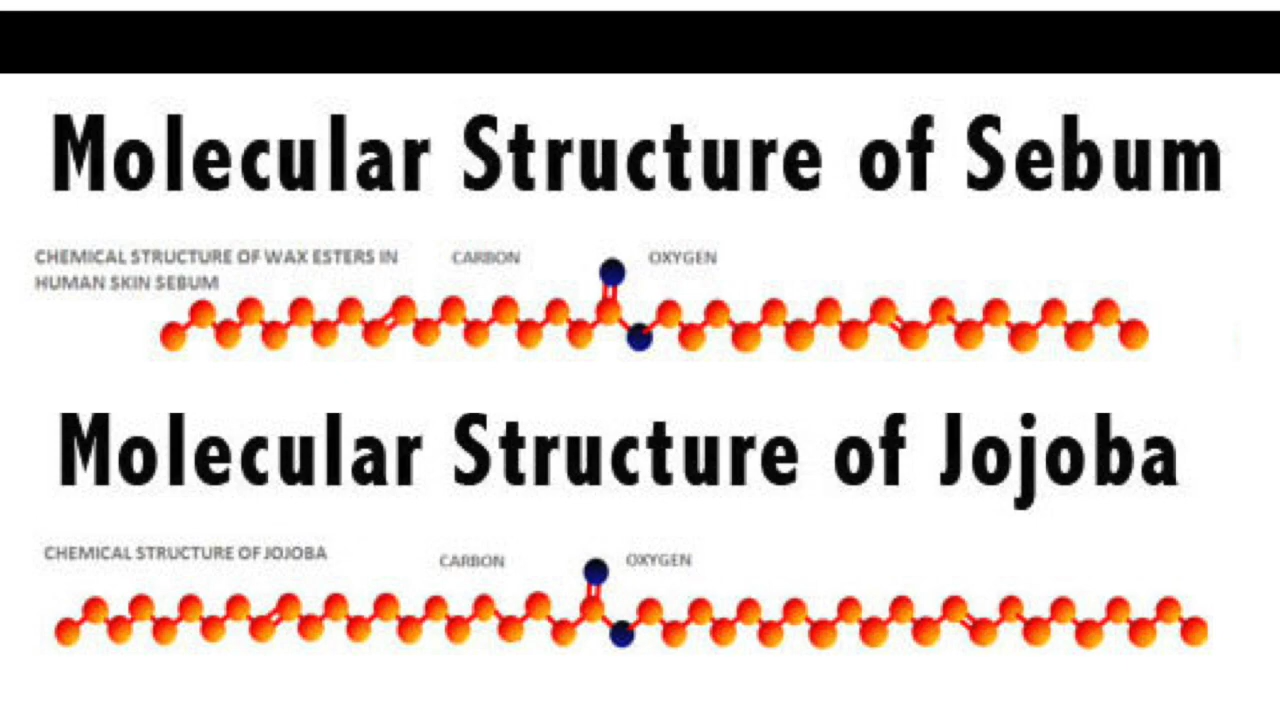 Molecular Structure of Sebum
CHEMICAL STRUCTURE OF WAX ESTERS IN
HUMAN SKIN SEBUM
CARBON
OXYGEN
Molecular Structure of Jojoba
CHEMICAL STRUCTURE OF JOJOBA
CARBON
OXYGEN